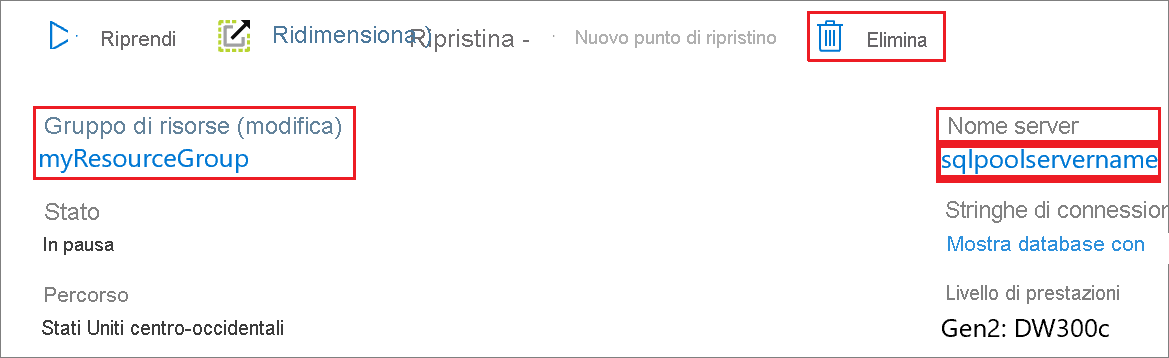 Riprendi
Ridimensiona )
Ripristina -
Nuovo punto di ripristino
Elimina
Gruppo di risorse (modifica)
myResourceGroup
Nome server
sqlpoolservername
Stato
In pausa
Stringhe di connession
Mostra database con
Percorso
Stati Uniti centro-occidentali
Livello di prestazioni
Gen2: DW300c